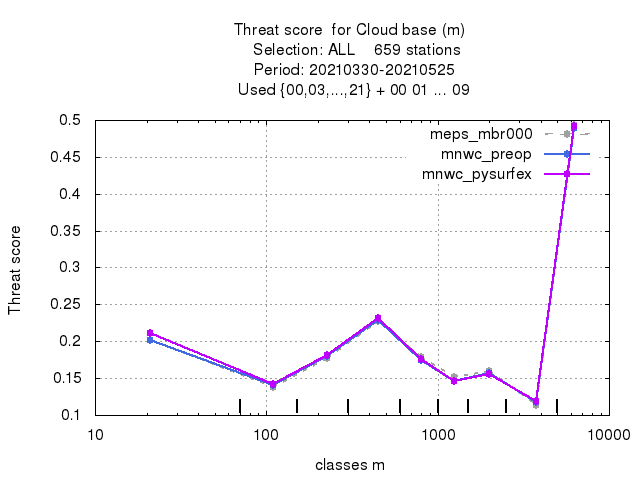 Threat score  for Cloud base (m)
Selection: ALL    659 stations
Period: 20210330-20210525
Used {00,03,...,21} + 00 01 ... 09
0.5
0.45
0.4
0.35
0.3
0.25
0.2
0.15
0.1
Threat score
meps_mbr000
mnwc_preop
mnwc_pysurfex
10
100
1000
10000
classes m